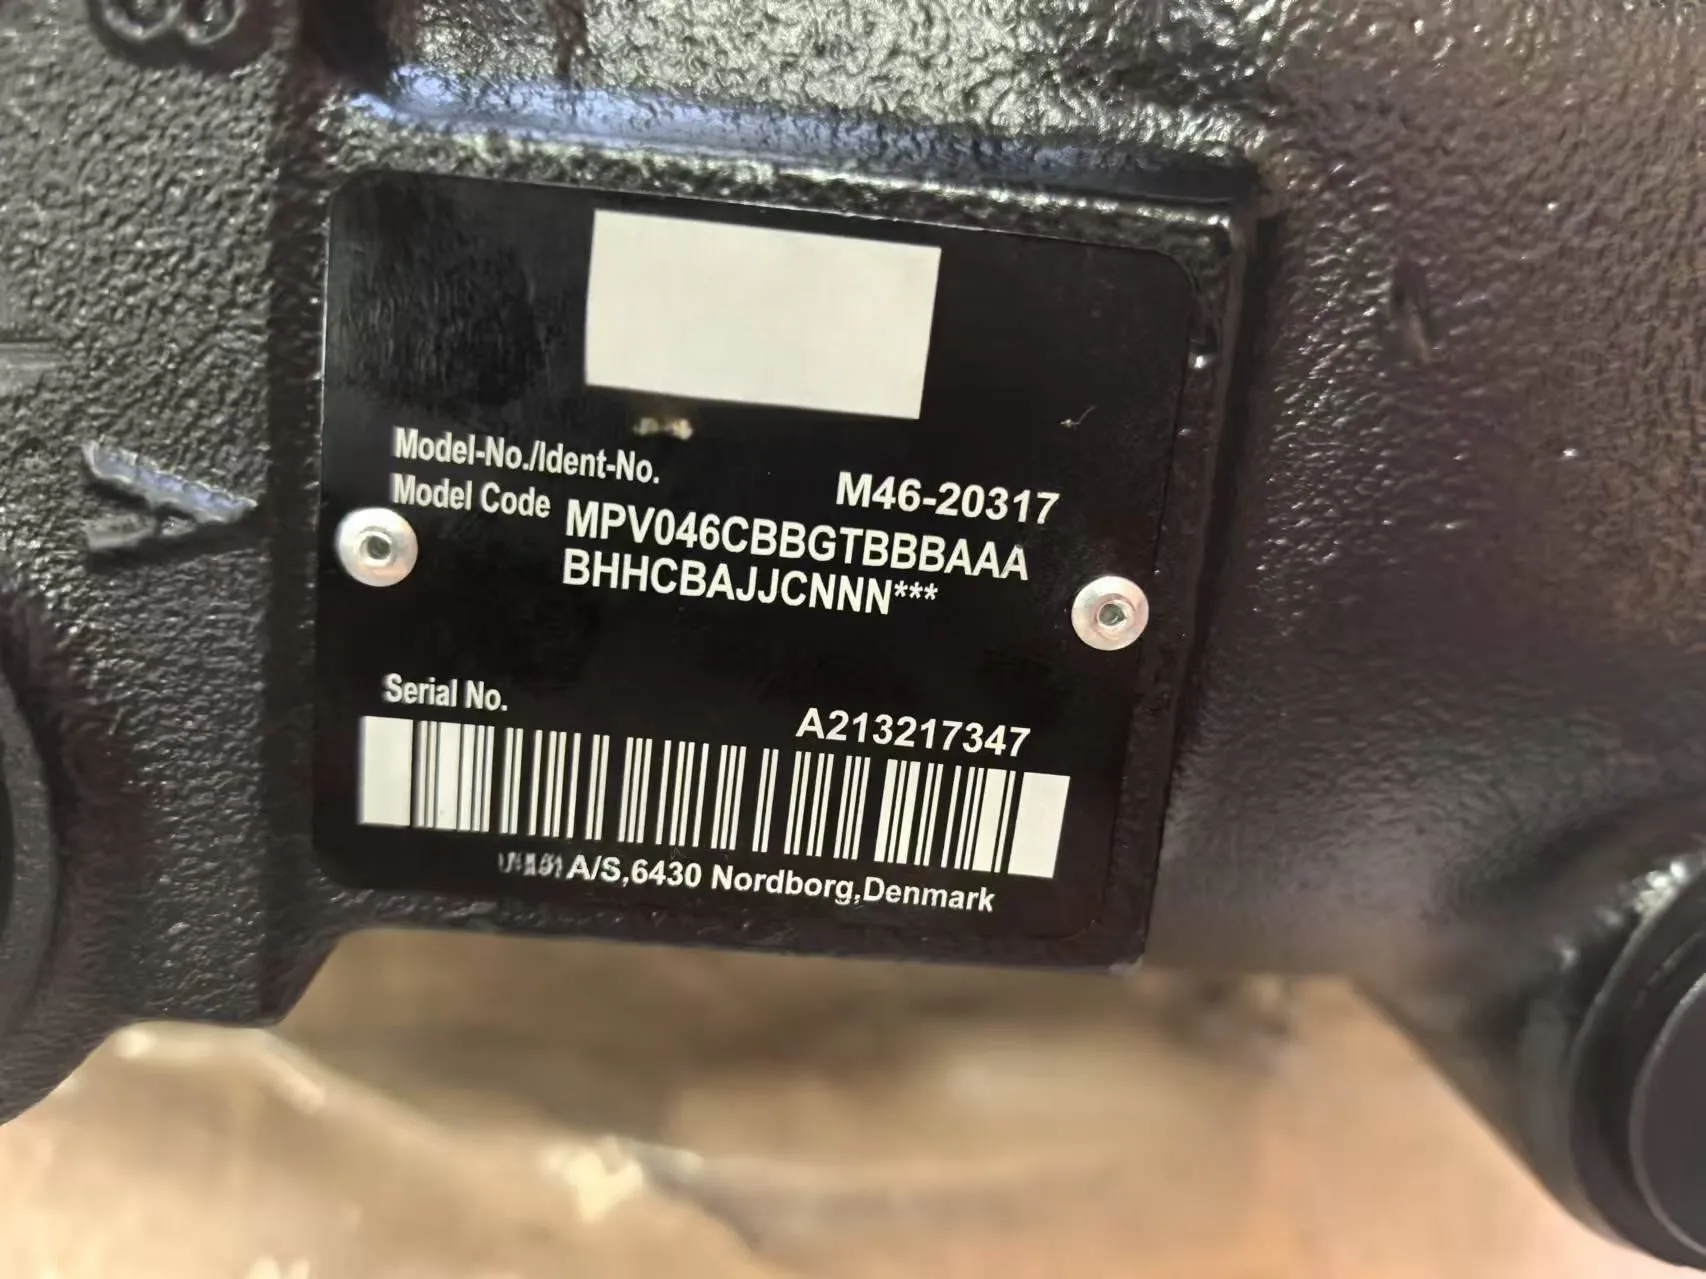 Model-No./Ident-No.
M46-20317
Model Code
MPV046CBBGTBBBAAA
BHHCBAJJCNNN***
Serial No.
A213217347
A/S,6430 Nordborg,Denmark